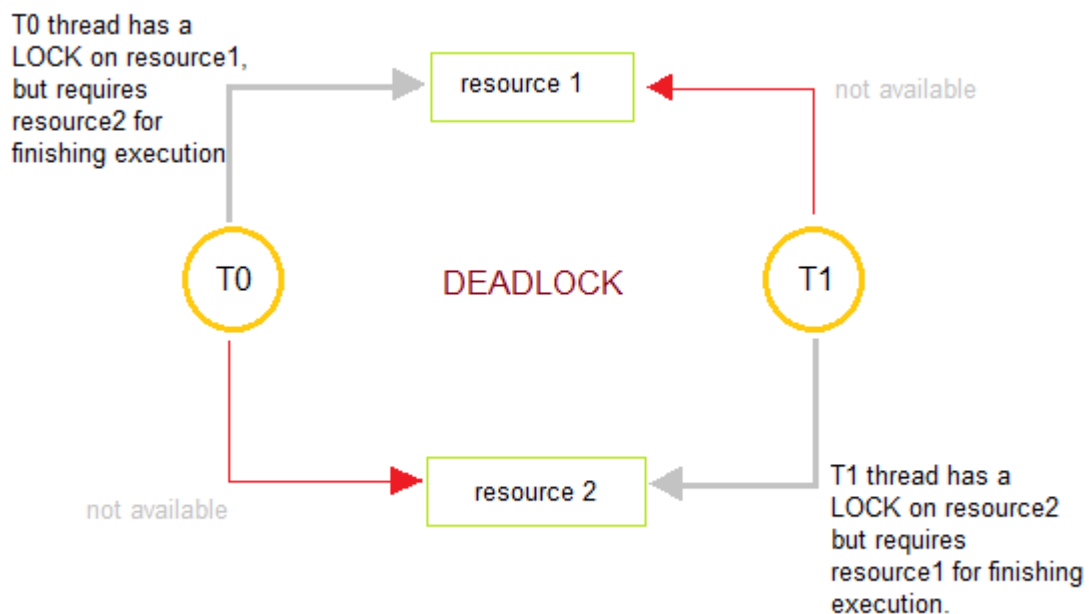 T0 thread has a
LOCK on resource1,
but requires
resource2 for
finishing execution
resource 1
not available
T0
DEADLOCK
T1
not available
resource 2
T1 thread has a
LOCK on resource2
but requires
resource1 for finishing
execution.